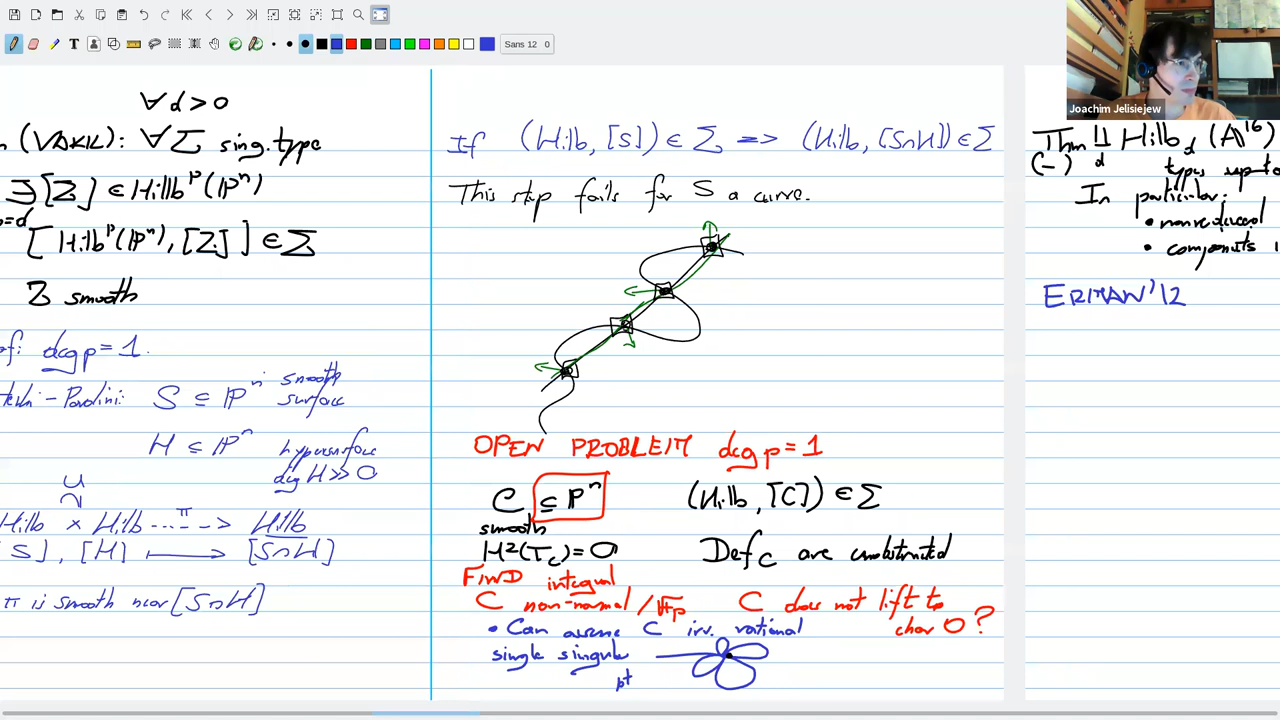 Sans 12 0
Joachim Jelisiejew
∀ d > 0
(VAKIL): ∀ Σ sing. type
∃ [Z] ∈ Hilb^p(ℙ^n)
[Hilb^p(ℙ^n), [Z]] ∈ Σ
Z smooth
of: deg p = 1.
S ⊆ ℙ^n smooth surface
H ⊆ ℙ^n hypersurface
deg H ≫ 0
Hilb × Hilb ---π--> Hilb
[S], [H] ↦ [S∩H]
π is smooth near [S∩H]
If (Hilb, [S]) ∈ Σ => (Hilb, [S∩H]) ∈ Σ
This step fails for S a curve.
OPEN PROBLEM deg p = 1
C ⊆ ℙ^n (Hilb, [C]) ∈ Σ
smooth
H²(T_C) = 0 Def_C are unobstructed
FIND integral
C non-normal / 𝔽_p C does not lift to
char 0?
• Can assume C irr. rational
single singular
pt
Thm ∐ Hilb_d (𝔸^16)
(-) d types up to
In particular:
• nonreduced
• components
ERMAN '12